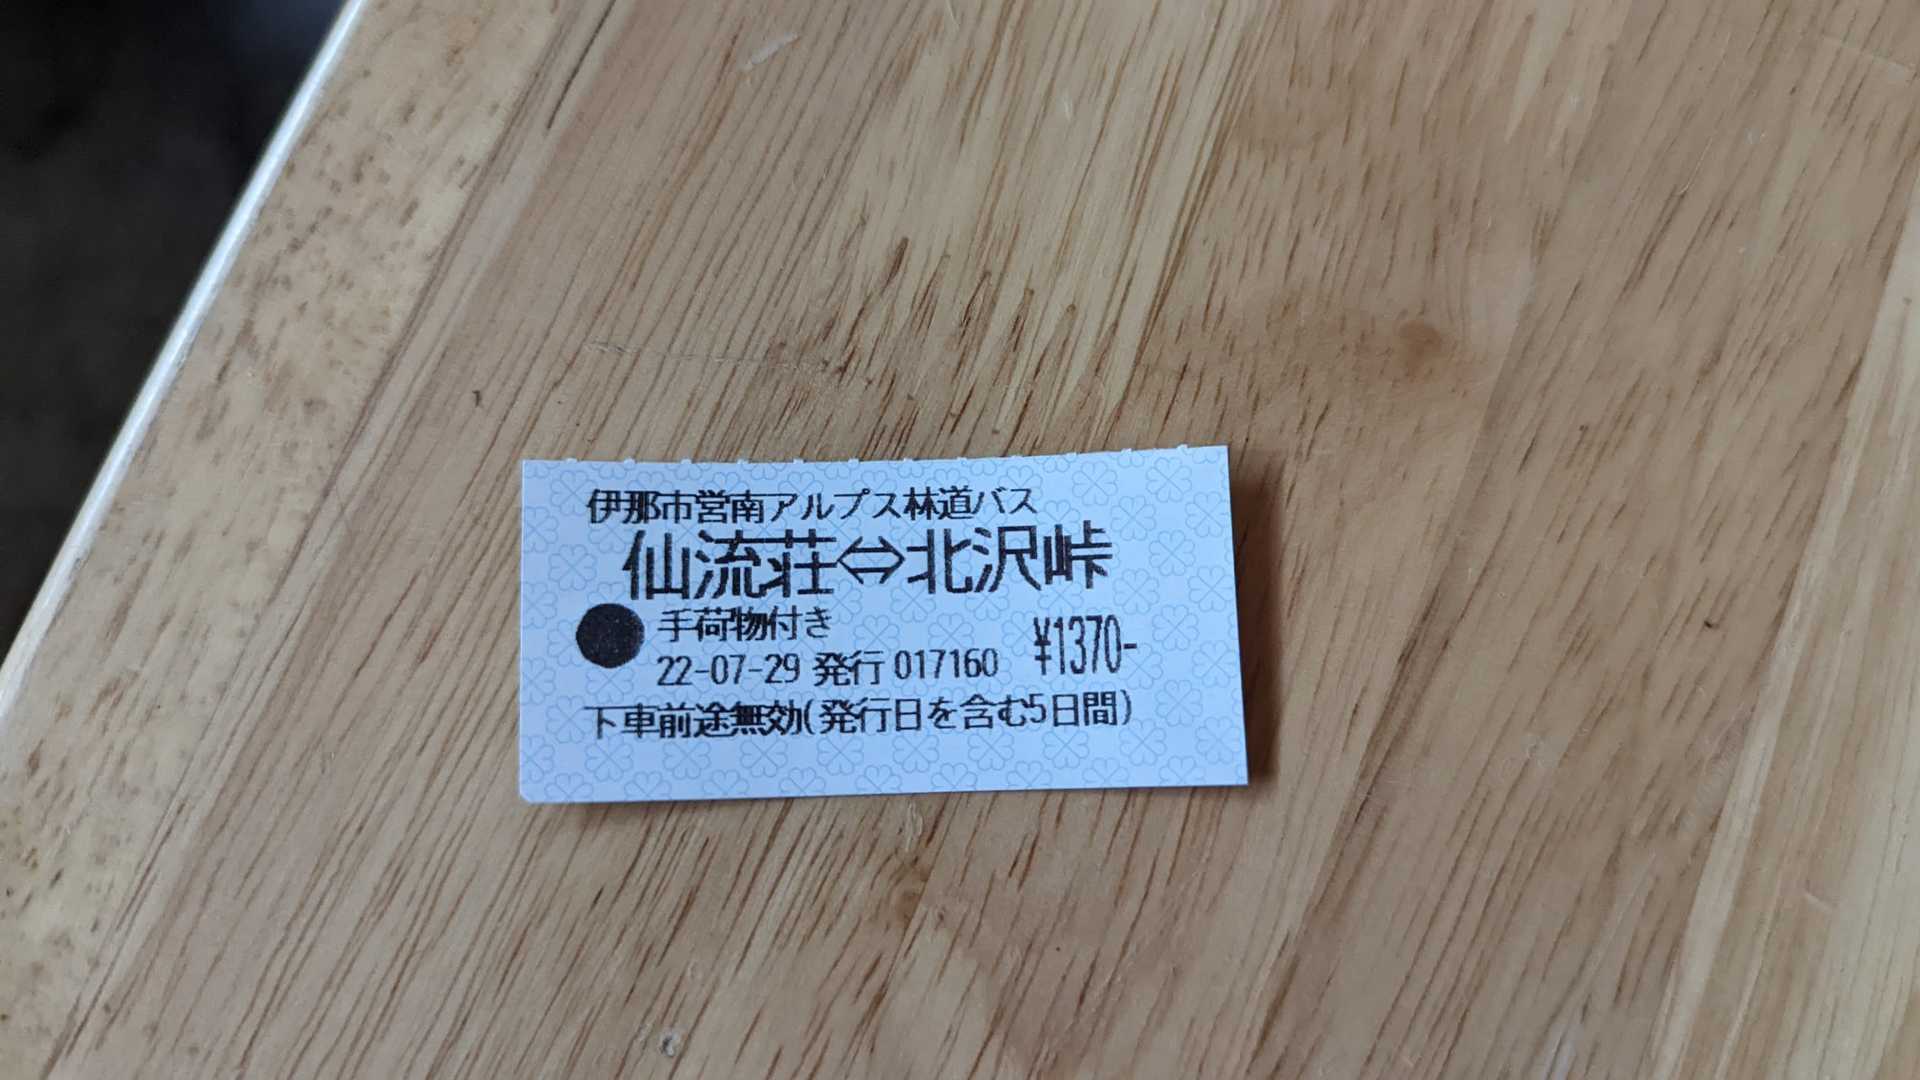 伊那市営南アルプス林道バス
仙流荘⇔北沢峠
手荷物付き
22-07-29 発行 017160 ¥1370-
下車前途無効(発行日を含む5日間)